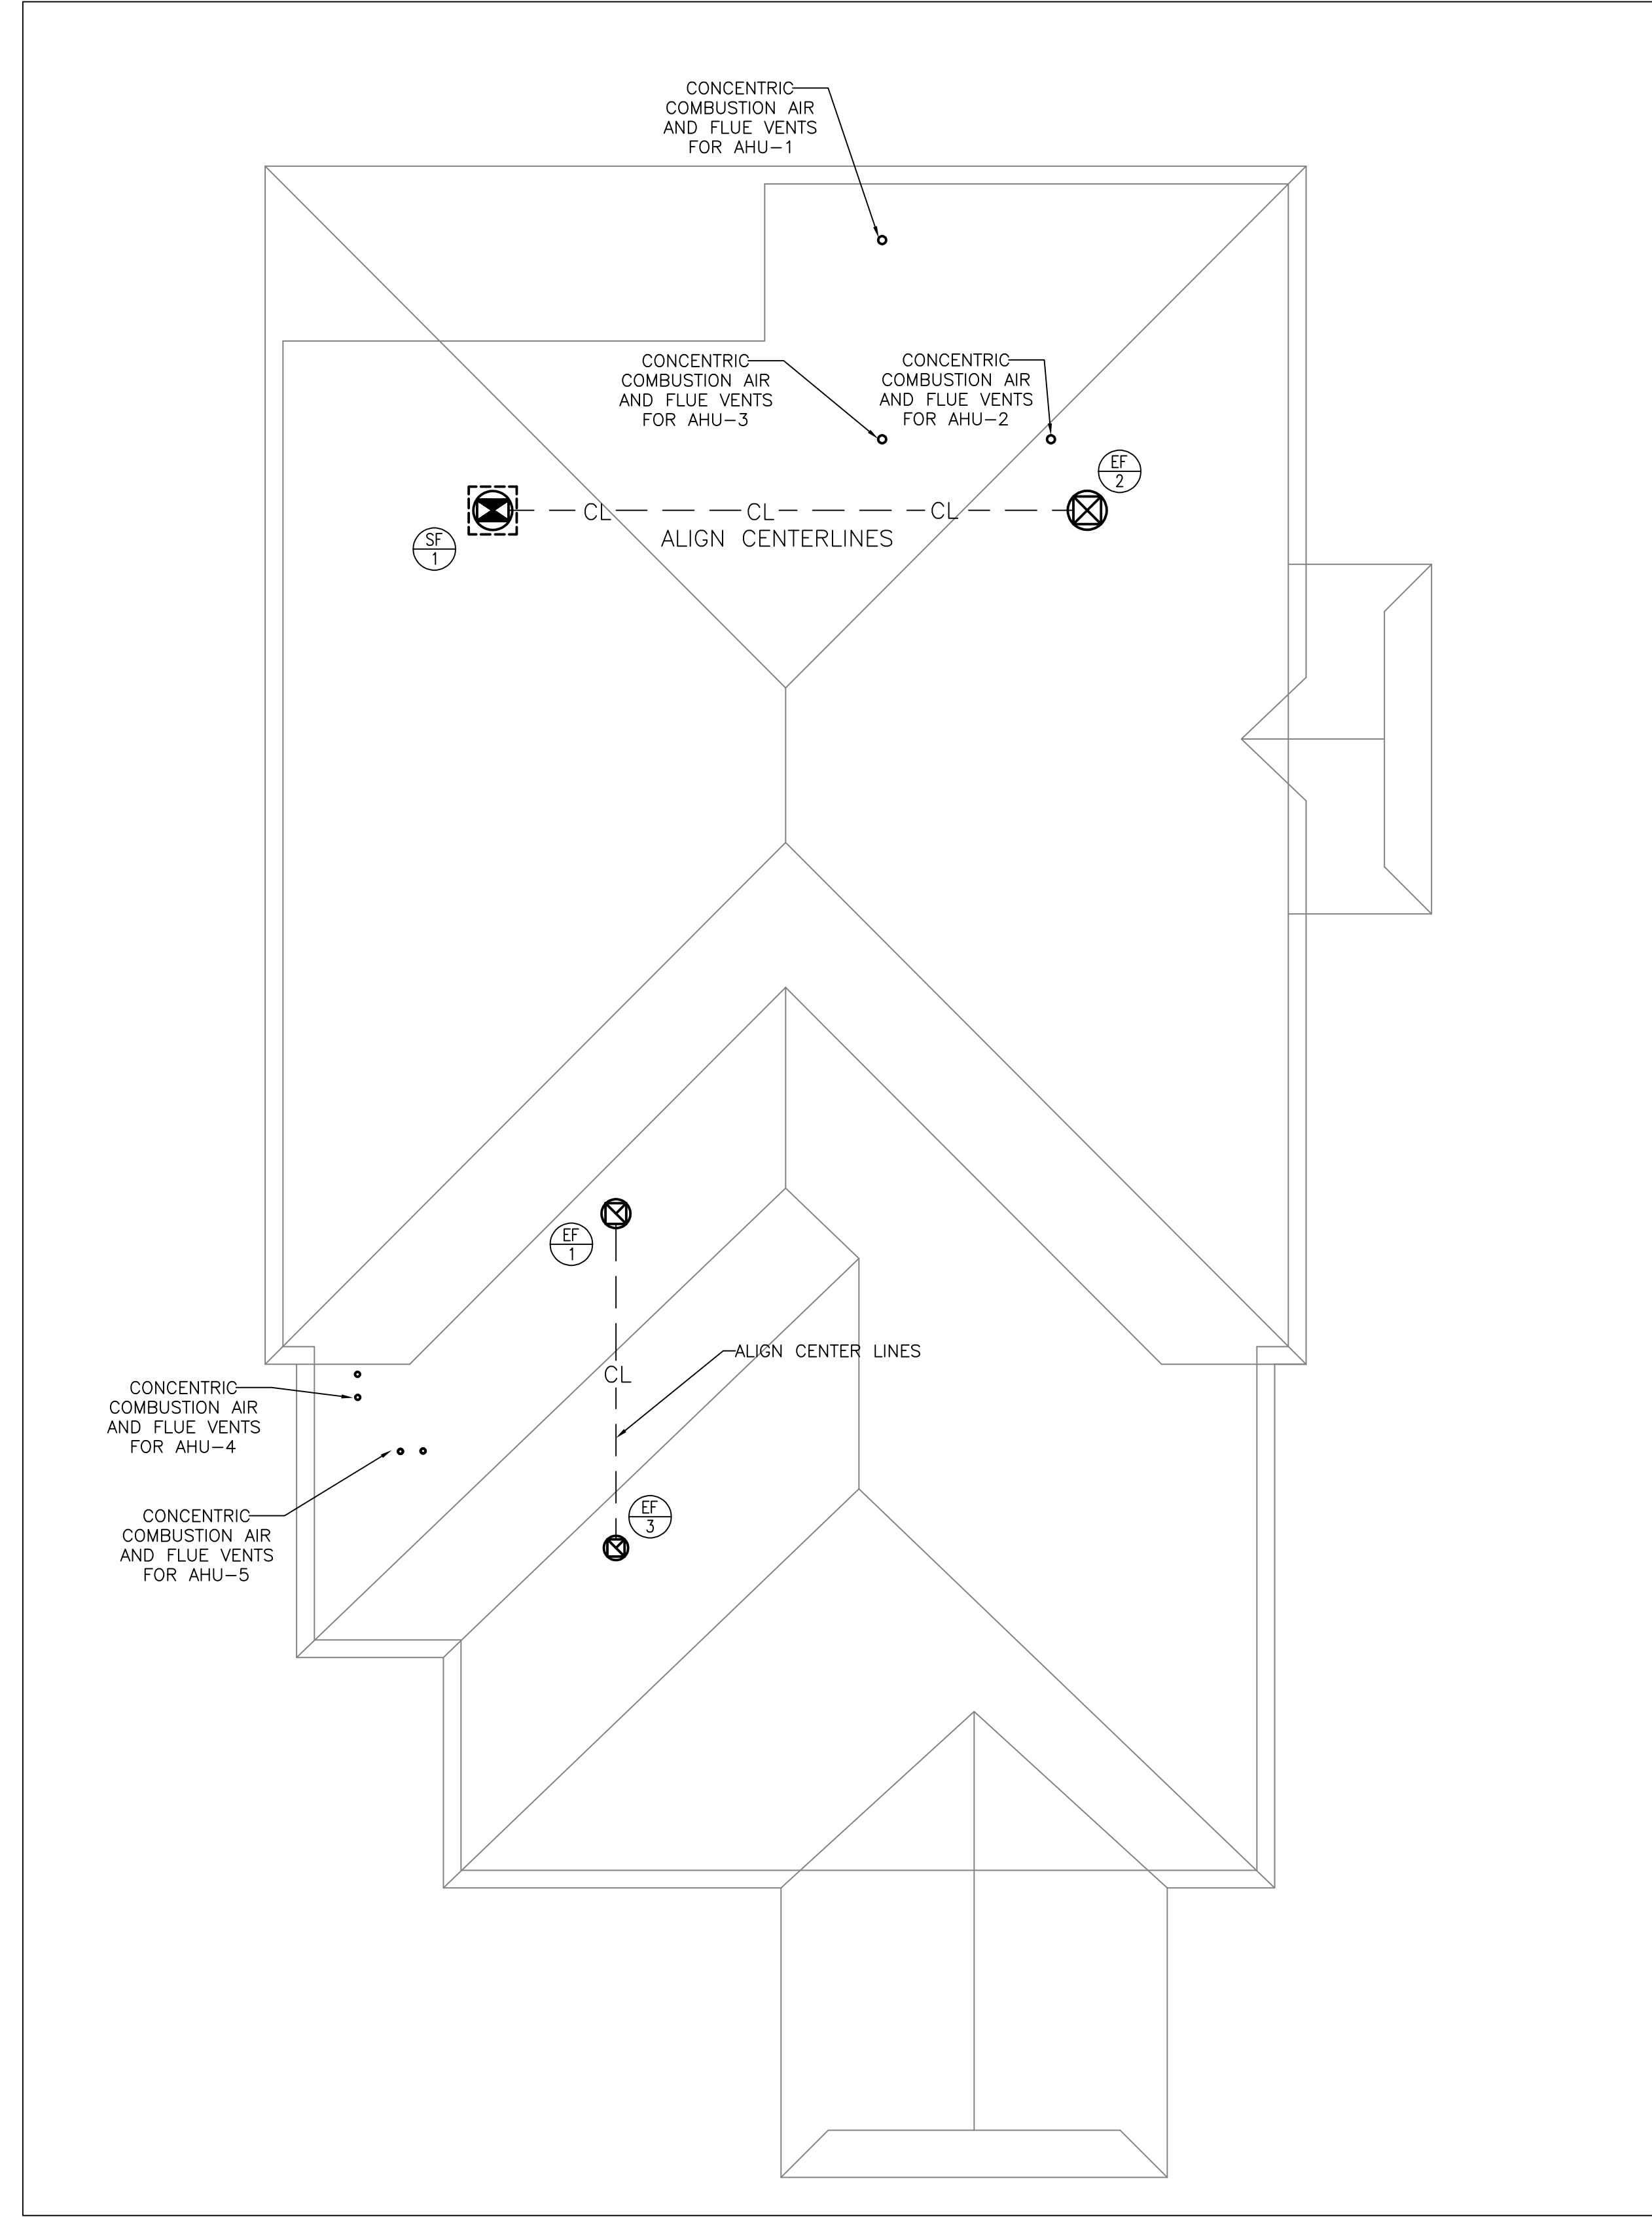 CONCENTRIC
COMBUSTION AIR
AND FLUE VENTS
FOR AHU-1
CONCENTRIC
COMBUSTION AIR
AND FLUE VENTS
FOR AHU-3
CONCENTRIC
COMBUSTION AIR
AND FLUE VENTS
FOR AHU-2
EF
2
CL CL CL
ALIGN CENTERLINES
SF
1
EF
1
ALIGN CENTER LINES
CL
CONCENTRIC
COMBUSTION AIR
AND FLUE VENTS
FOR AHU-4
CONCENTRIC
COMBUSTION AIR
AND FLUE VENTS
FOR AHU-5
EF
3